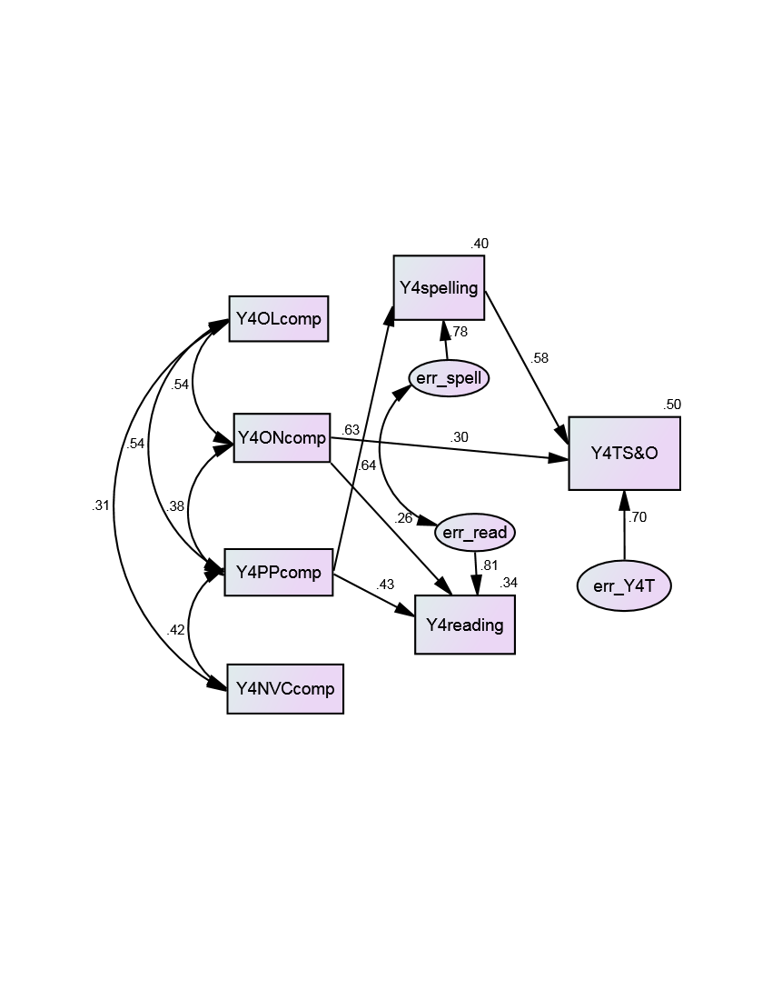 .40
Y4spelling
Y4OLcomp
.78
.58
err_spell
.54
.50
Y4ONcomp
.63
.30
.54
Y4TS&O
.64
.31
.38
.26
err_read
.70
.81
Y4PPcomp
.43
.34
err_Y4T
Y4reading
.42
Y4NVCcomp